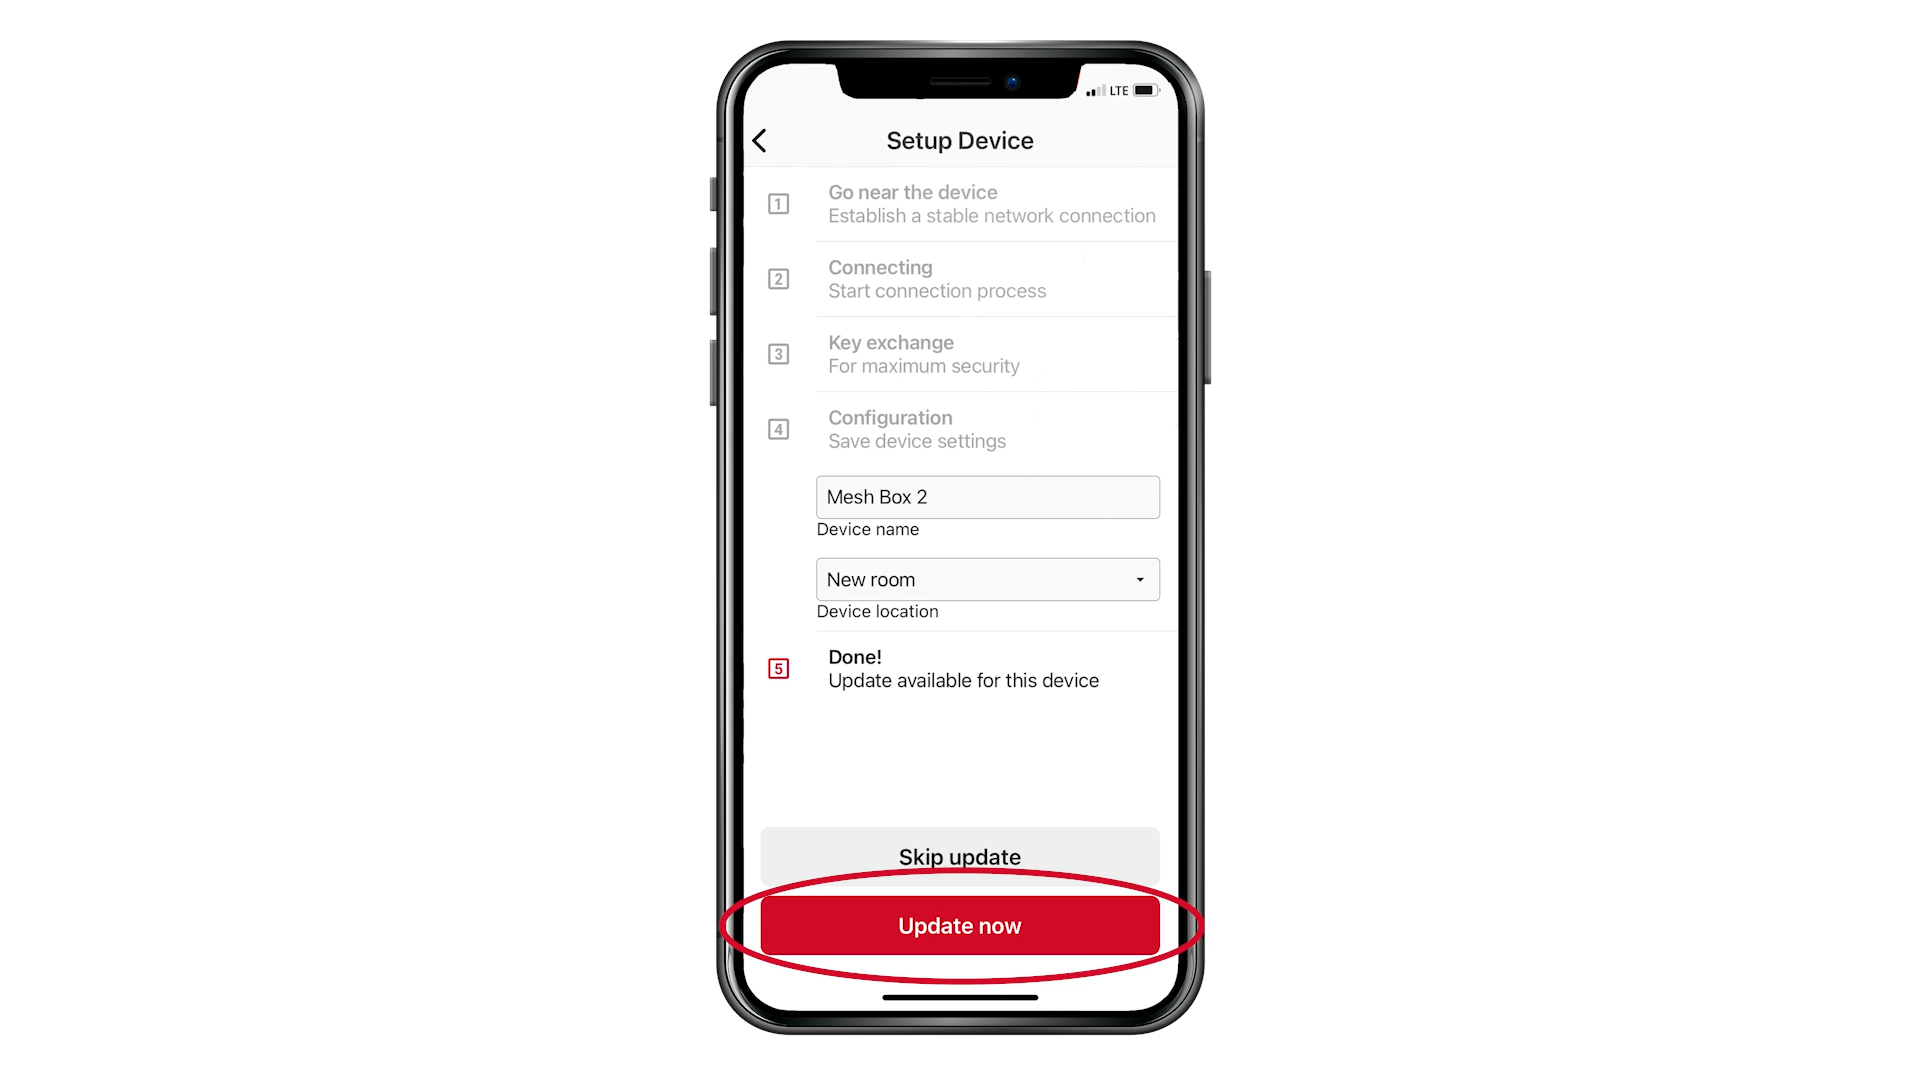 LTE
Setup Device
1
Go near the device
Establish a stable network connection
2
Connecting
Start connection process
3
Key exchange
For maximum security
4
Configuration
Save device settings
Mesh Box 2
Device name
New room
Device location
5
Done!
Update available for this device
Skip update
Update now